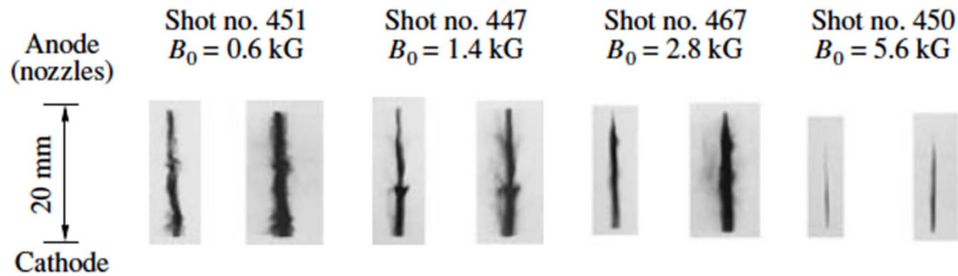 Shot no. 451
B₀ = 0.6 kG
Shot no. 447
B₀ = 1.4 kG
Shot no. 467
B₀ = 2.8 kG
Shot no. 450
B₀ = 5.6 kG
Anode
(nozzles)
20 mm
Cathode